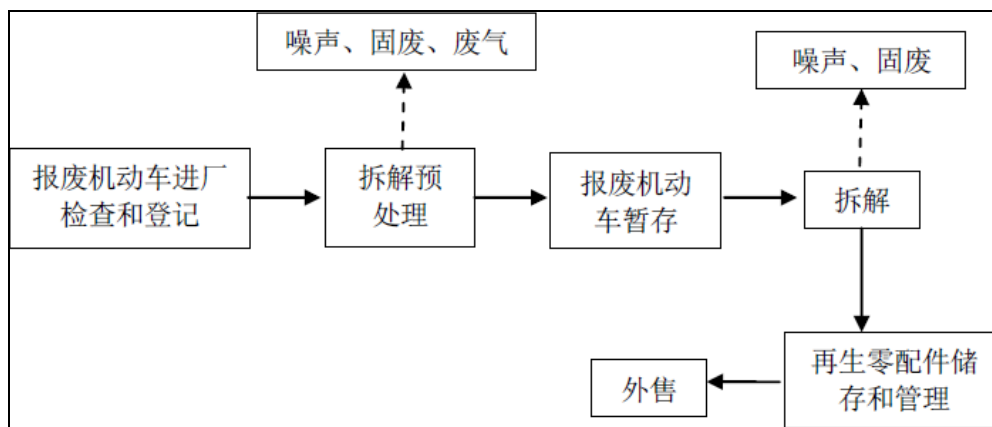 噪声、固废、废气
噪声、固废
报废机动车进厂
检查和登记
拆解预
处理
报废机动
车暂存
拆解
再生零配件储
存和管理
外售